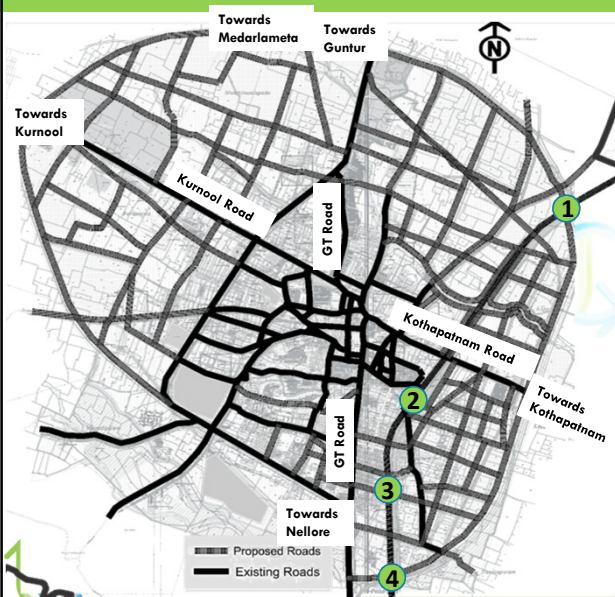 Towards
Medarlameta
Towards
Guntur
N
Towards
Kurnool
Kurnool Road
GT Road
1
Kothapatnam Road
2
Towards
Kothapatnam
GT Road
3
Towards
Nellore
Proposed Roads
Existing Roads
4